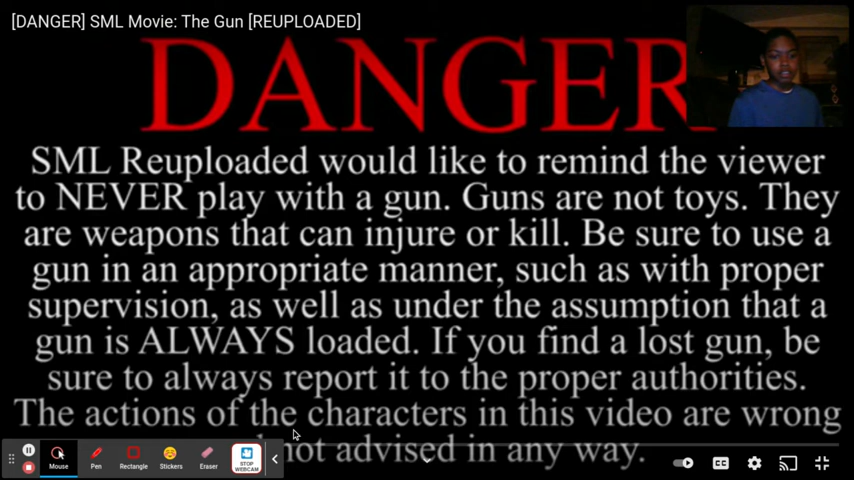 [DANGER] SML Movie: The Gun [REUPLOADED]
DANGER
SML Reuploaded would like to remind the viewer
to NEVER play with a gun. Guns are not toys. They
are weapons that can injure or kill. Be sure to use a
gun in an appropriate manner, such as with proper
supervision, as well as under the assumption that a
gun is ALWAYS loaded. If you find a lost gun, be
sure to always report it to the proper authorities.
The actions of the characters in this video are wrong
not advised in any way.
Mouse
Pen
Rectangle
Stickers
Eraser
STOP
WEBCAM
CC